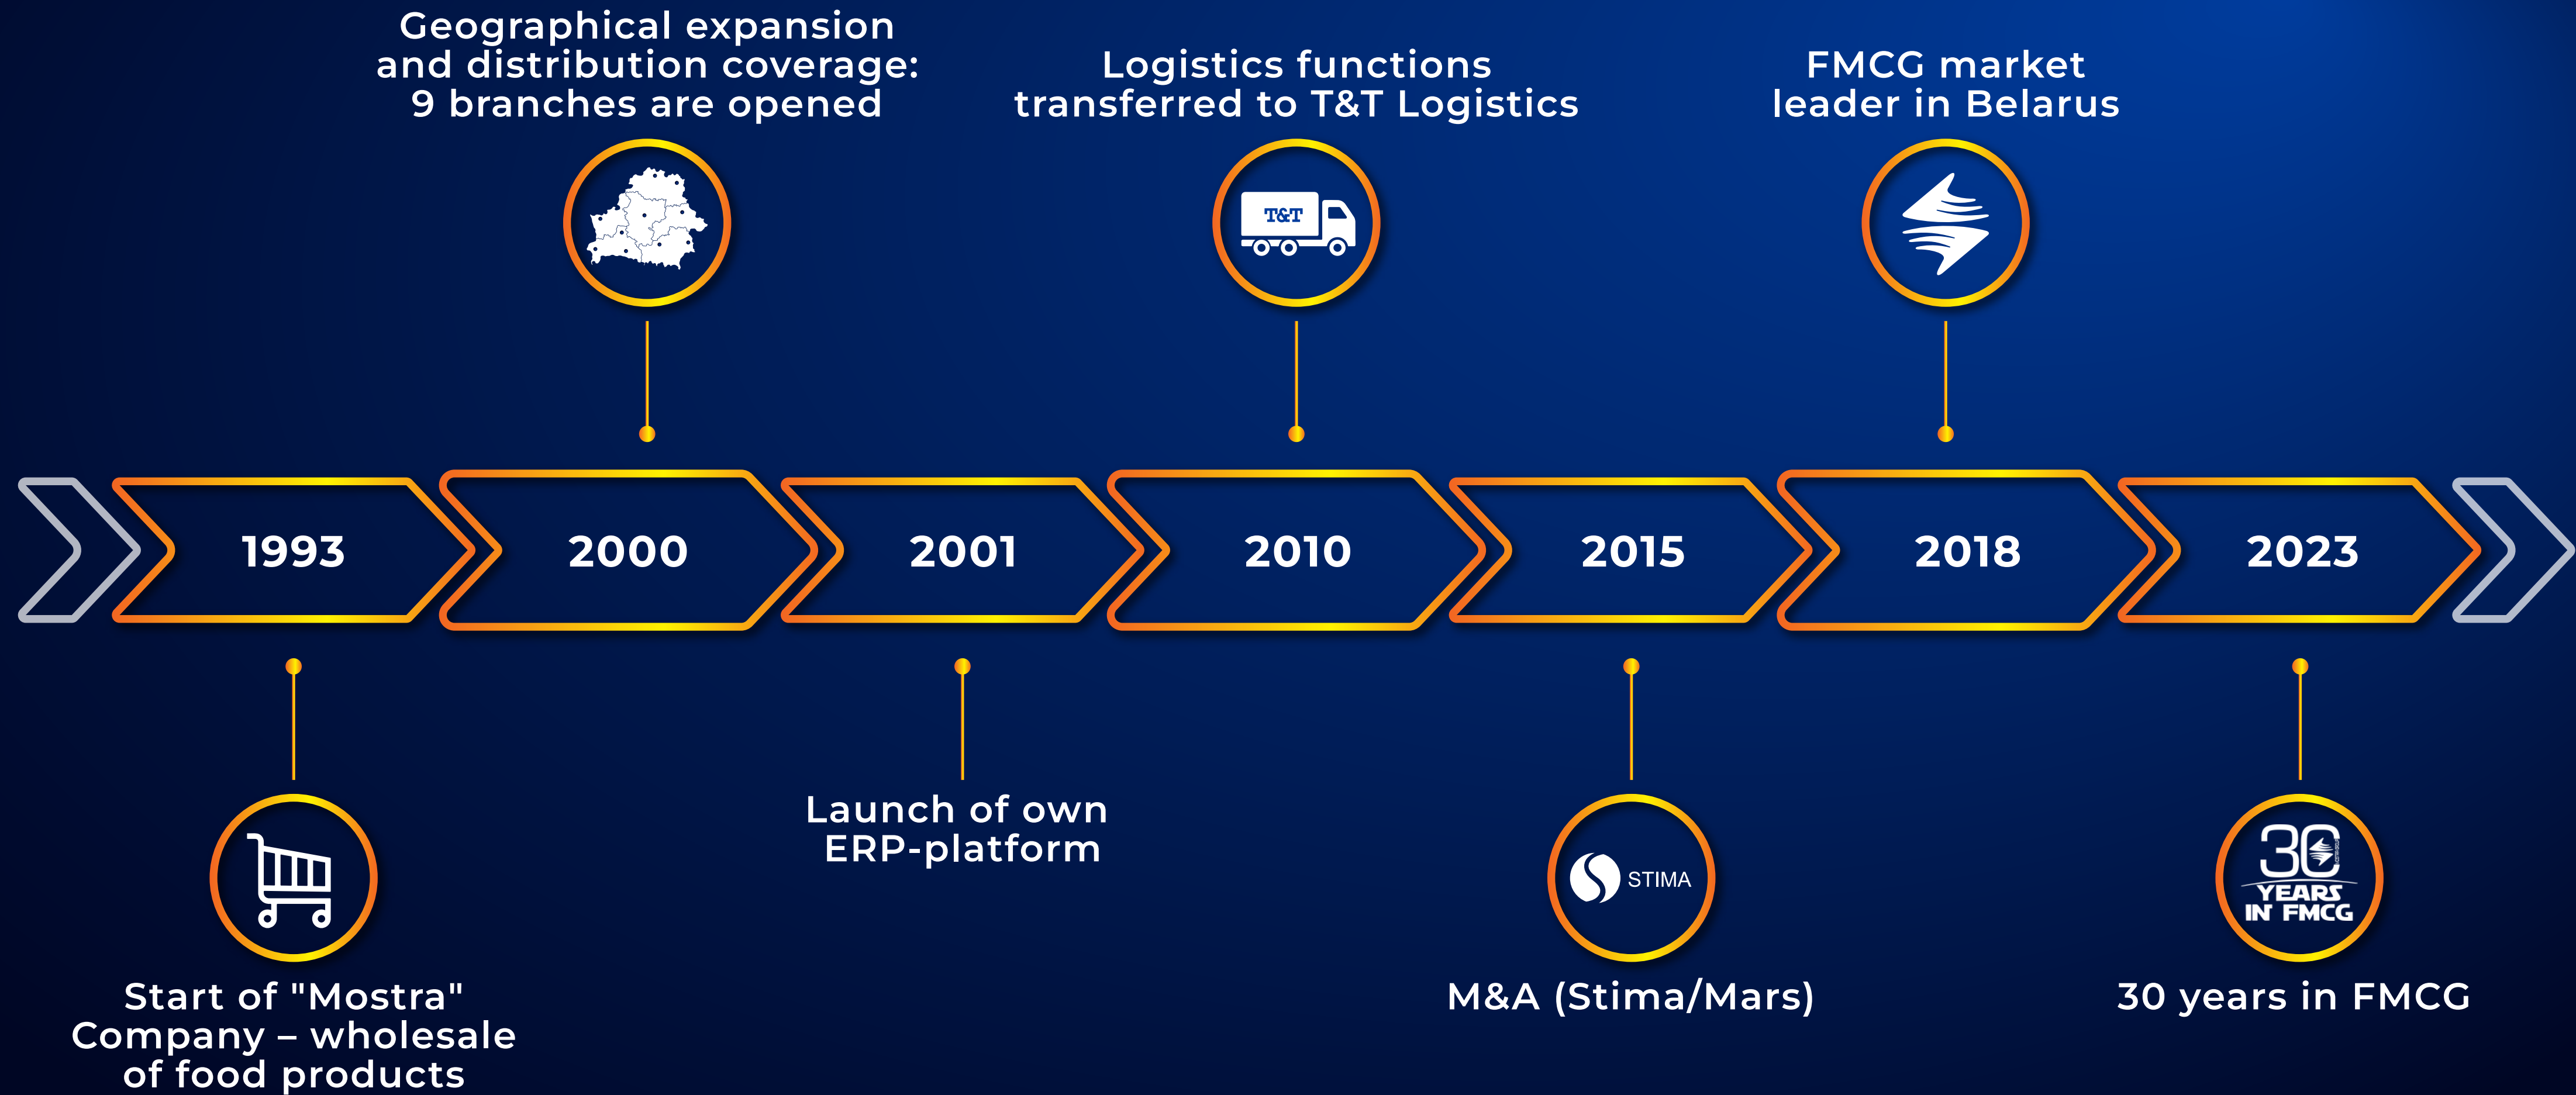 Geographical expansion
and distribution coverage:
9 branches are opened
Logistics functions
transferred to T&T Logistics
FMCG market
leader in Belarus
T&T
1993
2000
2001
2010
2015
2018
2023
Start of "Mostra"
Company – wholesale
of food products
Launch of own
ERP-platform
STIMA
M&A (Stima/Mars)
30
YEARS
IN FMCG
30 years in FMCG